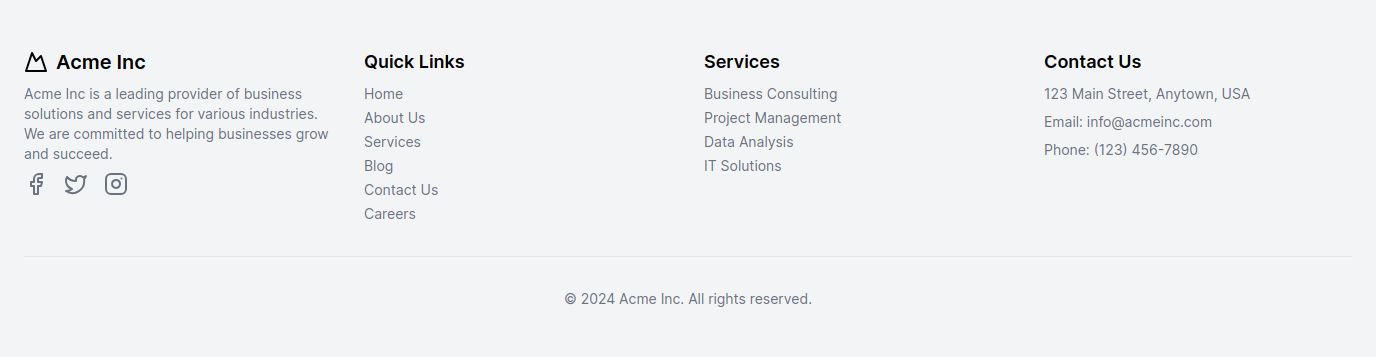 Acme Inc
Acme Inc is a leading provider of business
solutions and services for various industries.
We are committed to helping businesses grow
and succeed.
Quick Links
Home
About Us
Services
Blog
Contact Us
Careers
Services
Business Consulting
Project Management
Data Analysis
IT Solutions
Contact Us
123 Main Street, Anytown, USA
Email: info@acmeinc.com
Phone: (123) 456-7890
© 2024 Acme Inc. All rights reserved.